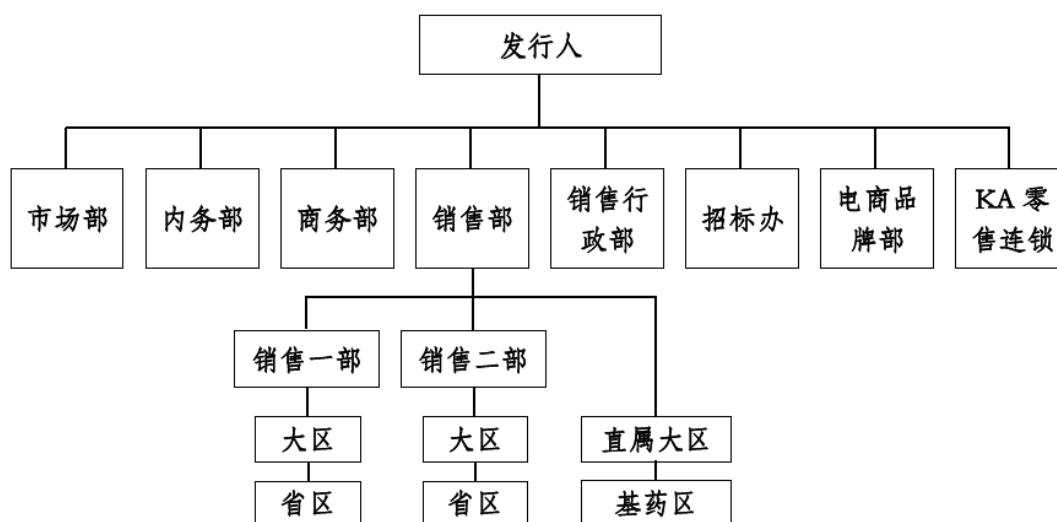 发行人
市场部
内务部
商务部
销售部
销售行
政部
招标办
电商品
牌部
KA 零
售连锁
销售一部
销售二部
大区
大区
直属大区
省区
省区
基药区